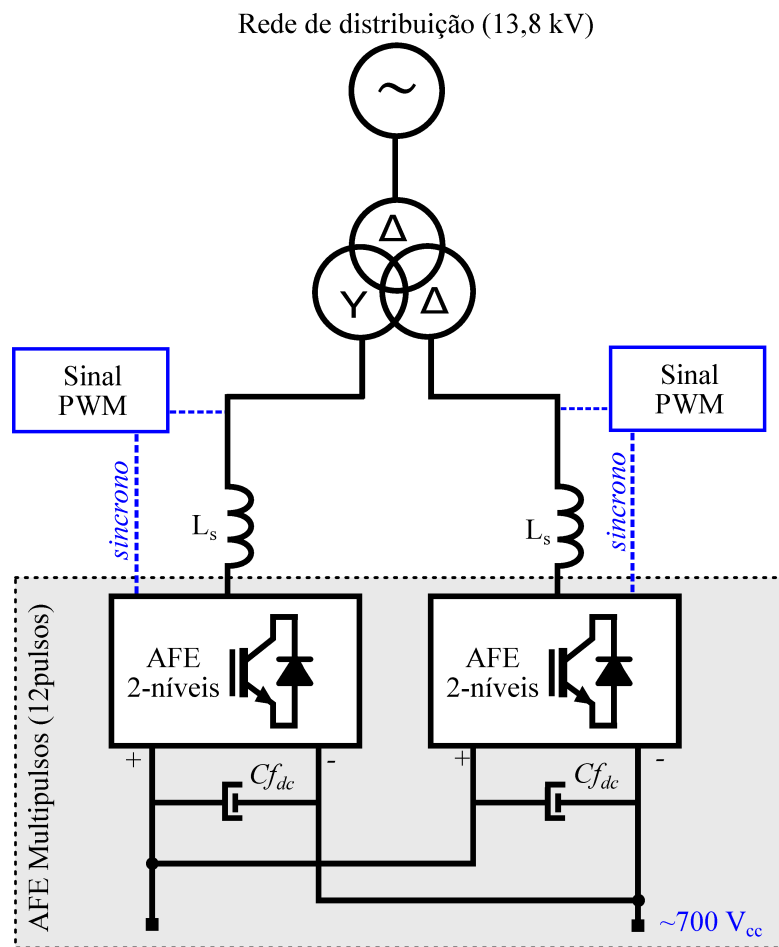 Rede de distribuição (13,8 kV)
~
Δ
Y
Δ
Sinal
PWM
Sinal
PWM
sincrono
sincrono
Ls
Ls
AFE Multipulsos (12pulsos)
AFE
2-níveis
AFE
2-níveis
+
-
+
-
Cfdc
Cfdc
~700 Vcc